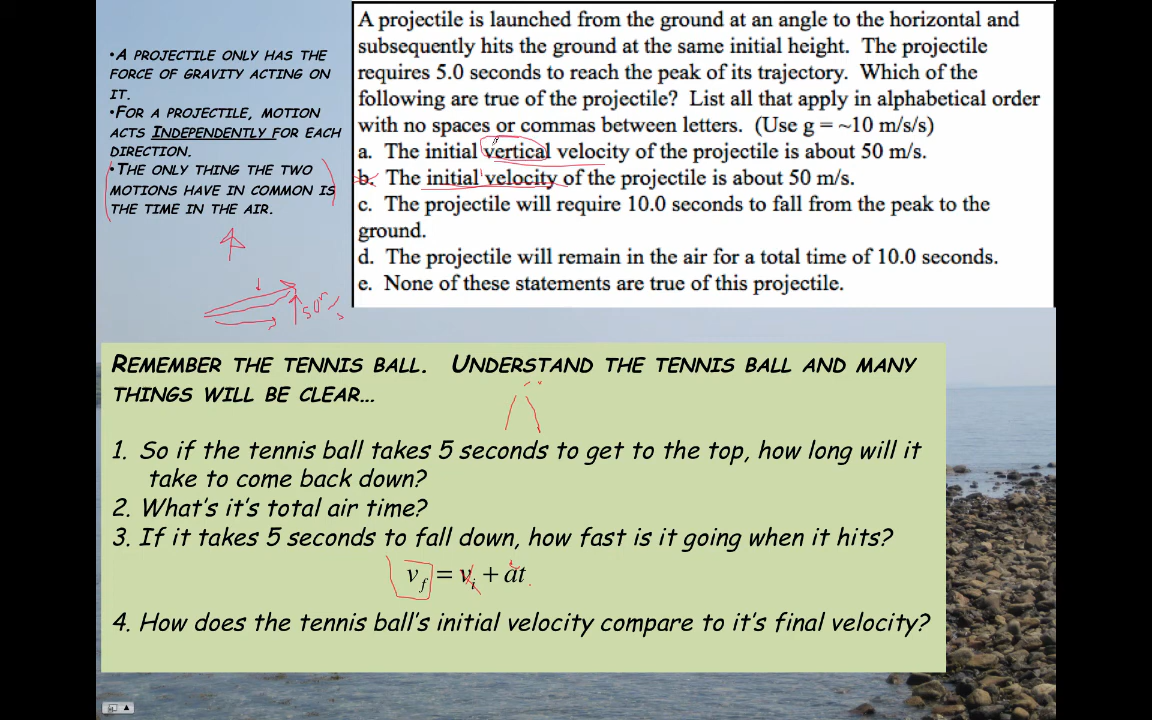 •A PROJECTILE ONLY HAS THE
FORCE OF GRAVITY ACTING ON
IT.
•FOR A PROJECTILE, MOTION
ACTS INDEPENDENTLY FOR EACH
DIRECTION.
•THE ONLY THING THE TWO
MOTIONS HAVE IN COMMON IS
THE TIME IN THE AIR.
A projectile is launched from the ground at an angle to the horizontal and
subsequently hits the ground at the same initial height. The projectile
requires 5.0 seconds to reach the peak of its trajectory. Which of the
following are true of the projectile? List all that apply in alphabetical order
with no spaces or commas between letters. (Use g = ~10 m/s/s)
a. The initial vertical velocity of the projectile is about 50 m/s.
b. The initial velocity of the projectile is about 50 m/s.
c. The projectile will require 10.0 seconds to fall from the peak to the
ground.
d. The projectile will remain in the air for a total time of 10.0 seconds.
e. None of these statements are true of this projectile.
50 m/s
REMEMBER THE TENNIS BALL. UNDERSTAND THE TENNIS BALL AND MANY
THINGS WILL BE CLEAR…
1. So if the tennis ball takes 5 seconds to get to the top, how long will it
take to come back down?
2. What's it's total air time?
3. If it takes 5 seconds to fall down, how fast is it going when it hits?
v_f = v_i + at
4. How does the tennis ball's initial velocity compare to it's final velocity?